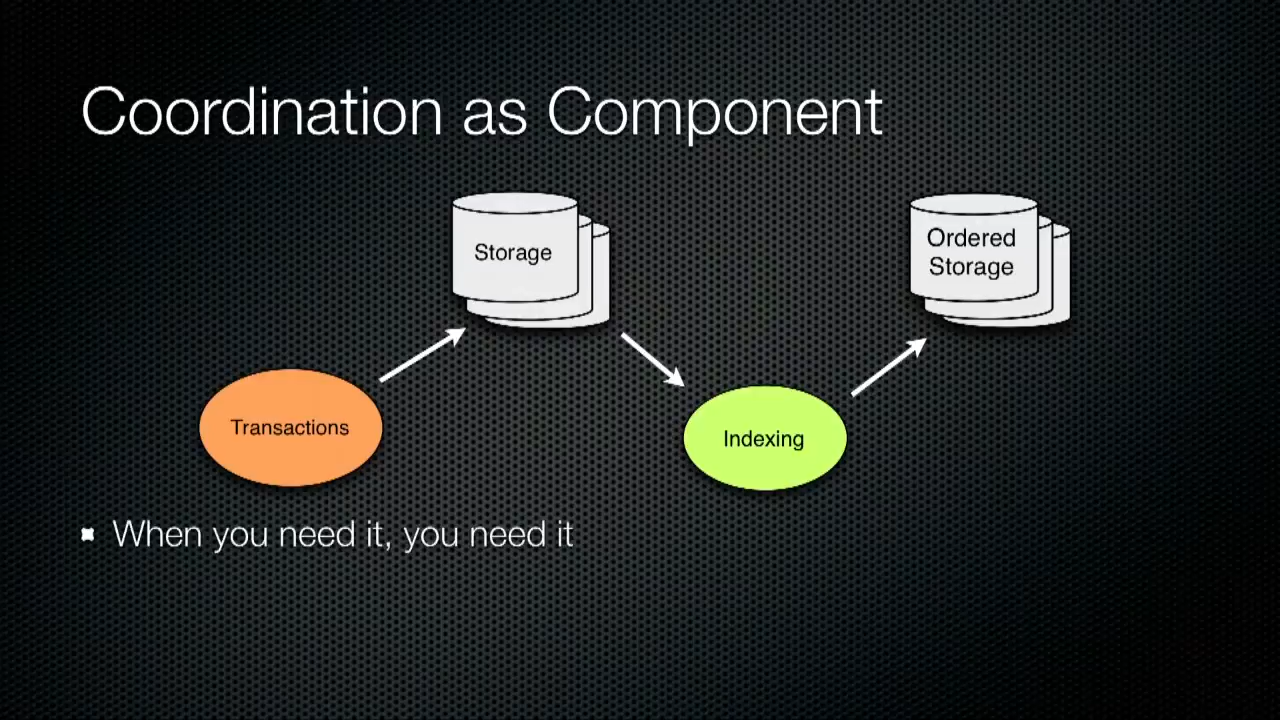 Coordination as Component
Storage
Ordered
Storage
Transactions
Indexing
When you need it, you need it